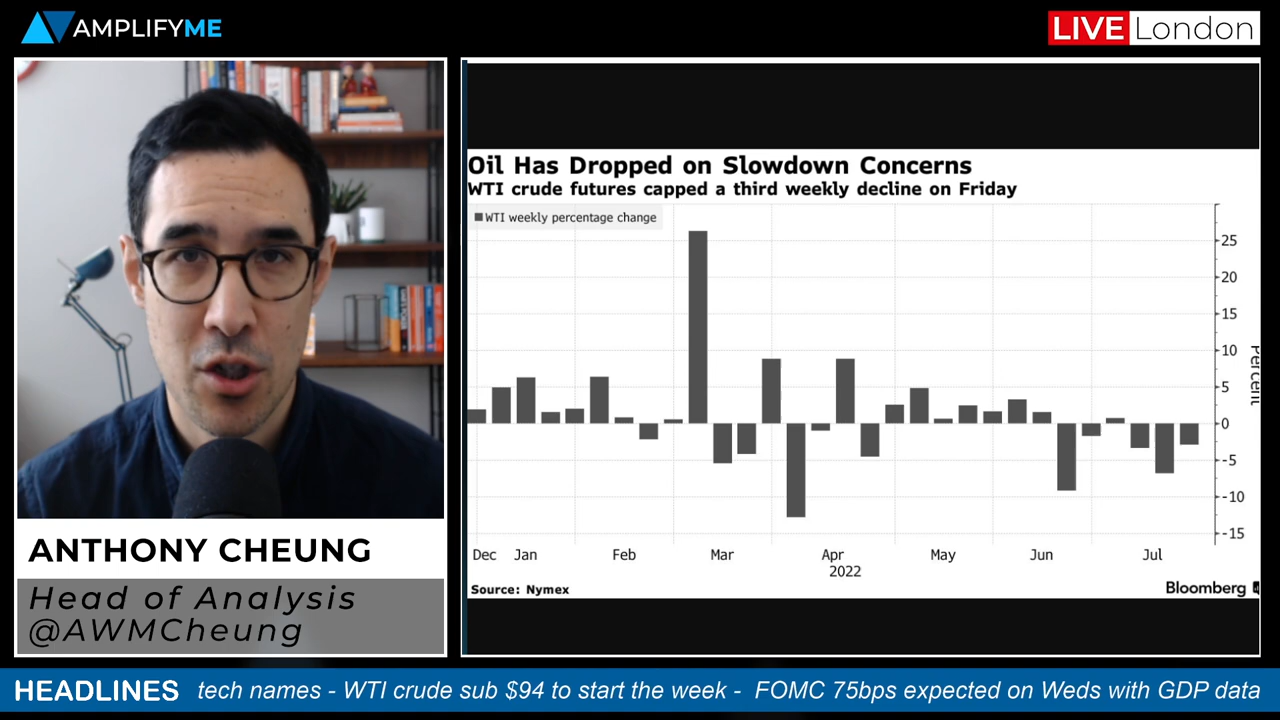 AMPLIFYME
LIVE London
Oil Has Dropped on Slowdown Concerns
WTI crude futures capped a third weekly decline on Friday
WTI weekly percentage change
25
20
15
10
5
0
-5
-10
-15
Percent
Dec Jan Feb Mar Apr May Jun Jul
2022
Source: Nymex
Bloomberg
ANTHONY CHEUNG
Head of Analysis
@AWMCheung
HEADLINES tech names - WTI crude sub $94 to start the week - FOMC 75bps expected on Weds with GDP data